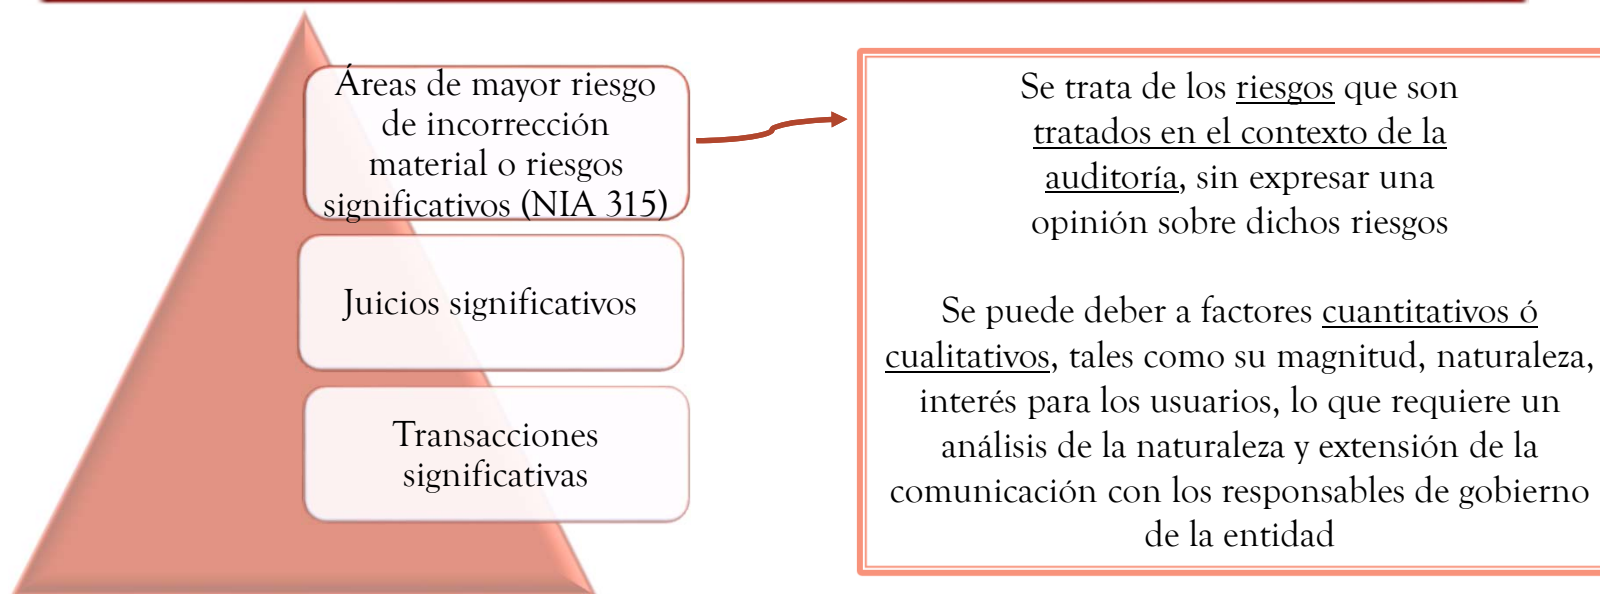 Áreas de mayor riesgo
de incorrección
material o riesgos
significativos (NIA 315)
Juicios significativos
Transacciones
significativas
Se trata de los riesgos que son
tratados en el contexto de la
auditoría, sin expresar una
opinión sobre dichos riesgos
Se puede deber a factores cuantitativos ó
cualitativos, tales como su magnitud, naturaleza,
interés para los usuarios, lo que requiere un
análisis de la naturaleza y extensión de la
comunicación con los responsables de gobierno
de la entidad